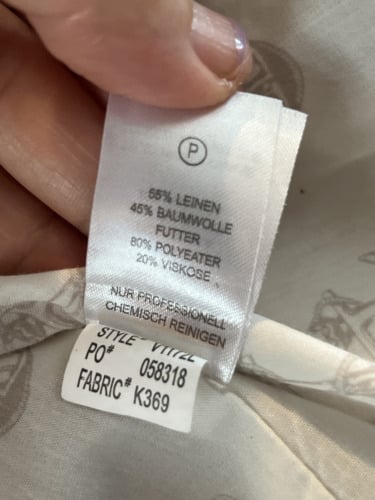 P
55% LEINEN
45% BAUMWOLLE
FUTTER
80% POLYEATER
20% VISKOSE
NUR PROFESSIONELL
CHEMISCH REINIGEN
STYLE#
PO# 058318
FABRIC# K369